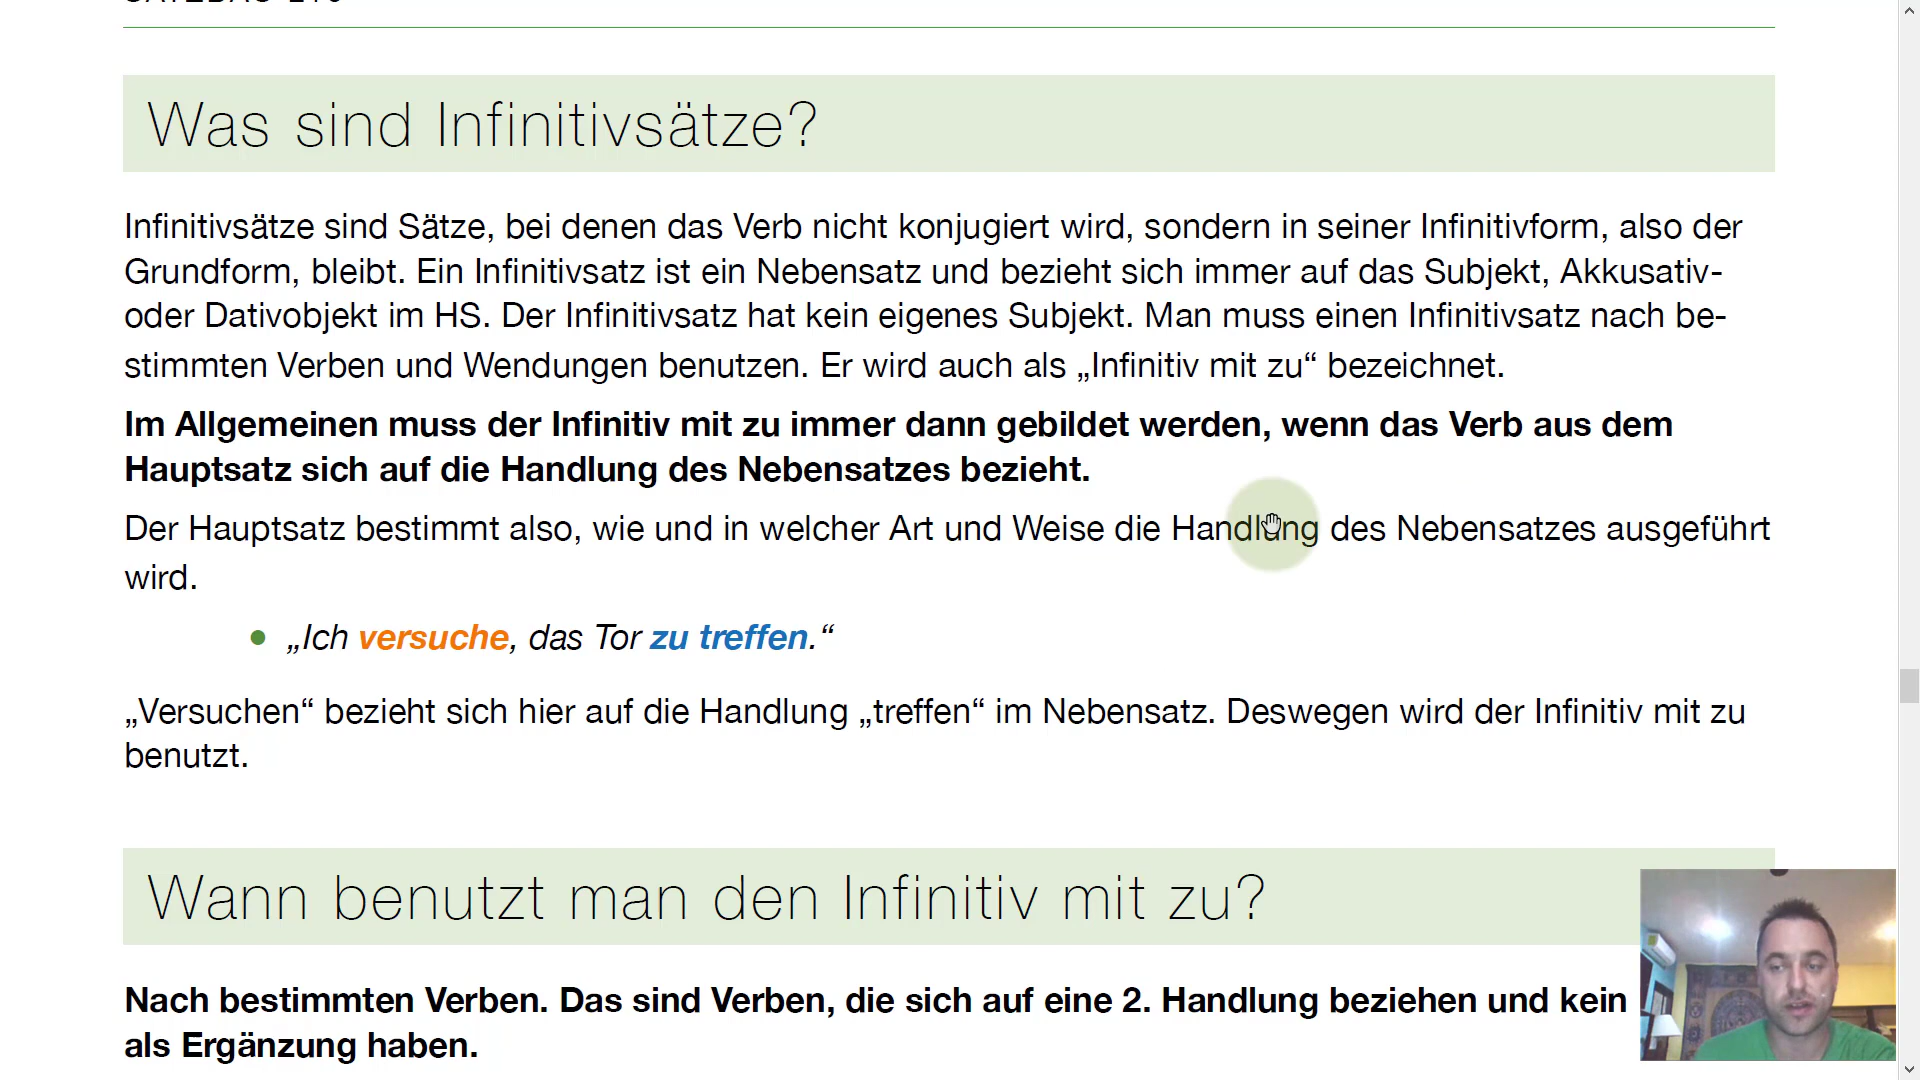 Was sind Infinitivsätze?
Infinitivsätze sind Sätze, bei denen das Verb nicht konjugiert wird, sondern in seiner Infinitivform, also der
Grundform, bleibt. Ein Infinitivsatz ist ein Nebensatz und bezieht sich immer auf das Subjekt, Akkusativ-
oder Dativobjekt im HS. Der Infinitivsatz hat kein eigenes Subjekt. Man muss einen Infinitivsatz nach be-
stimmten Verben und Wendungen benutzen. Er wird auch als „Infinitiv mit zu“ bezeichnet.
Im Allgemeinen muss der Infinitiv mit zu immer dann gebildet werden, wenn das Verb aus dem
Hauptsatz sich auf die Handlung des Nebensatzes bezieht.
Der Hauptsatz bestimmt also, wie und in welcher Art und Weise die Handlung des Nebensatzes ausgeführt
wird.
• „Ich versuche, das Tor zu treffen.“
„Versuchen“ bezieht sich hier auf die Handlung „treffen“ im Nebensatz. Deswegen wird der Infinitiv mit zu
benutzt.
Wann benutzt man den Infinitiv mit zu?
Nach bestimmten Verben. Das sind Verben, die sich auf eine 2. Handlung beziehen und kein
als Ergänzung haben.